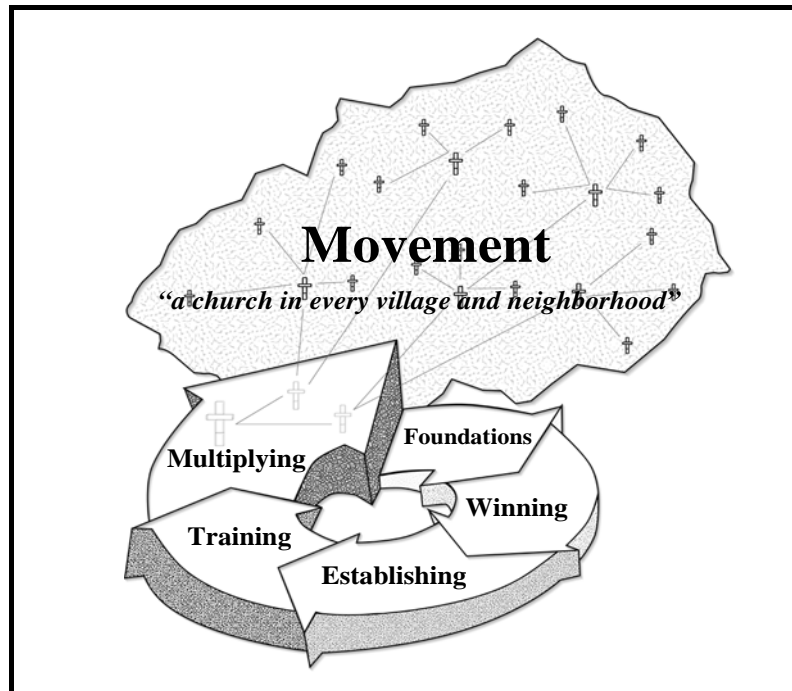 Movement
“a church in every village and neighborhood”
Foundations
Multiplying
Winning
Training
Establishing